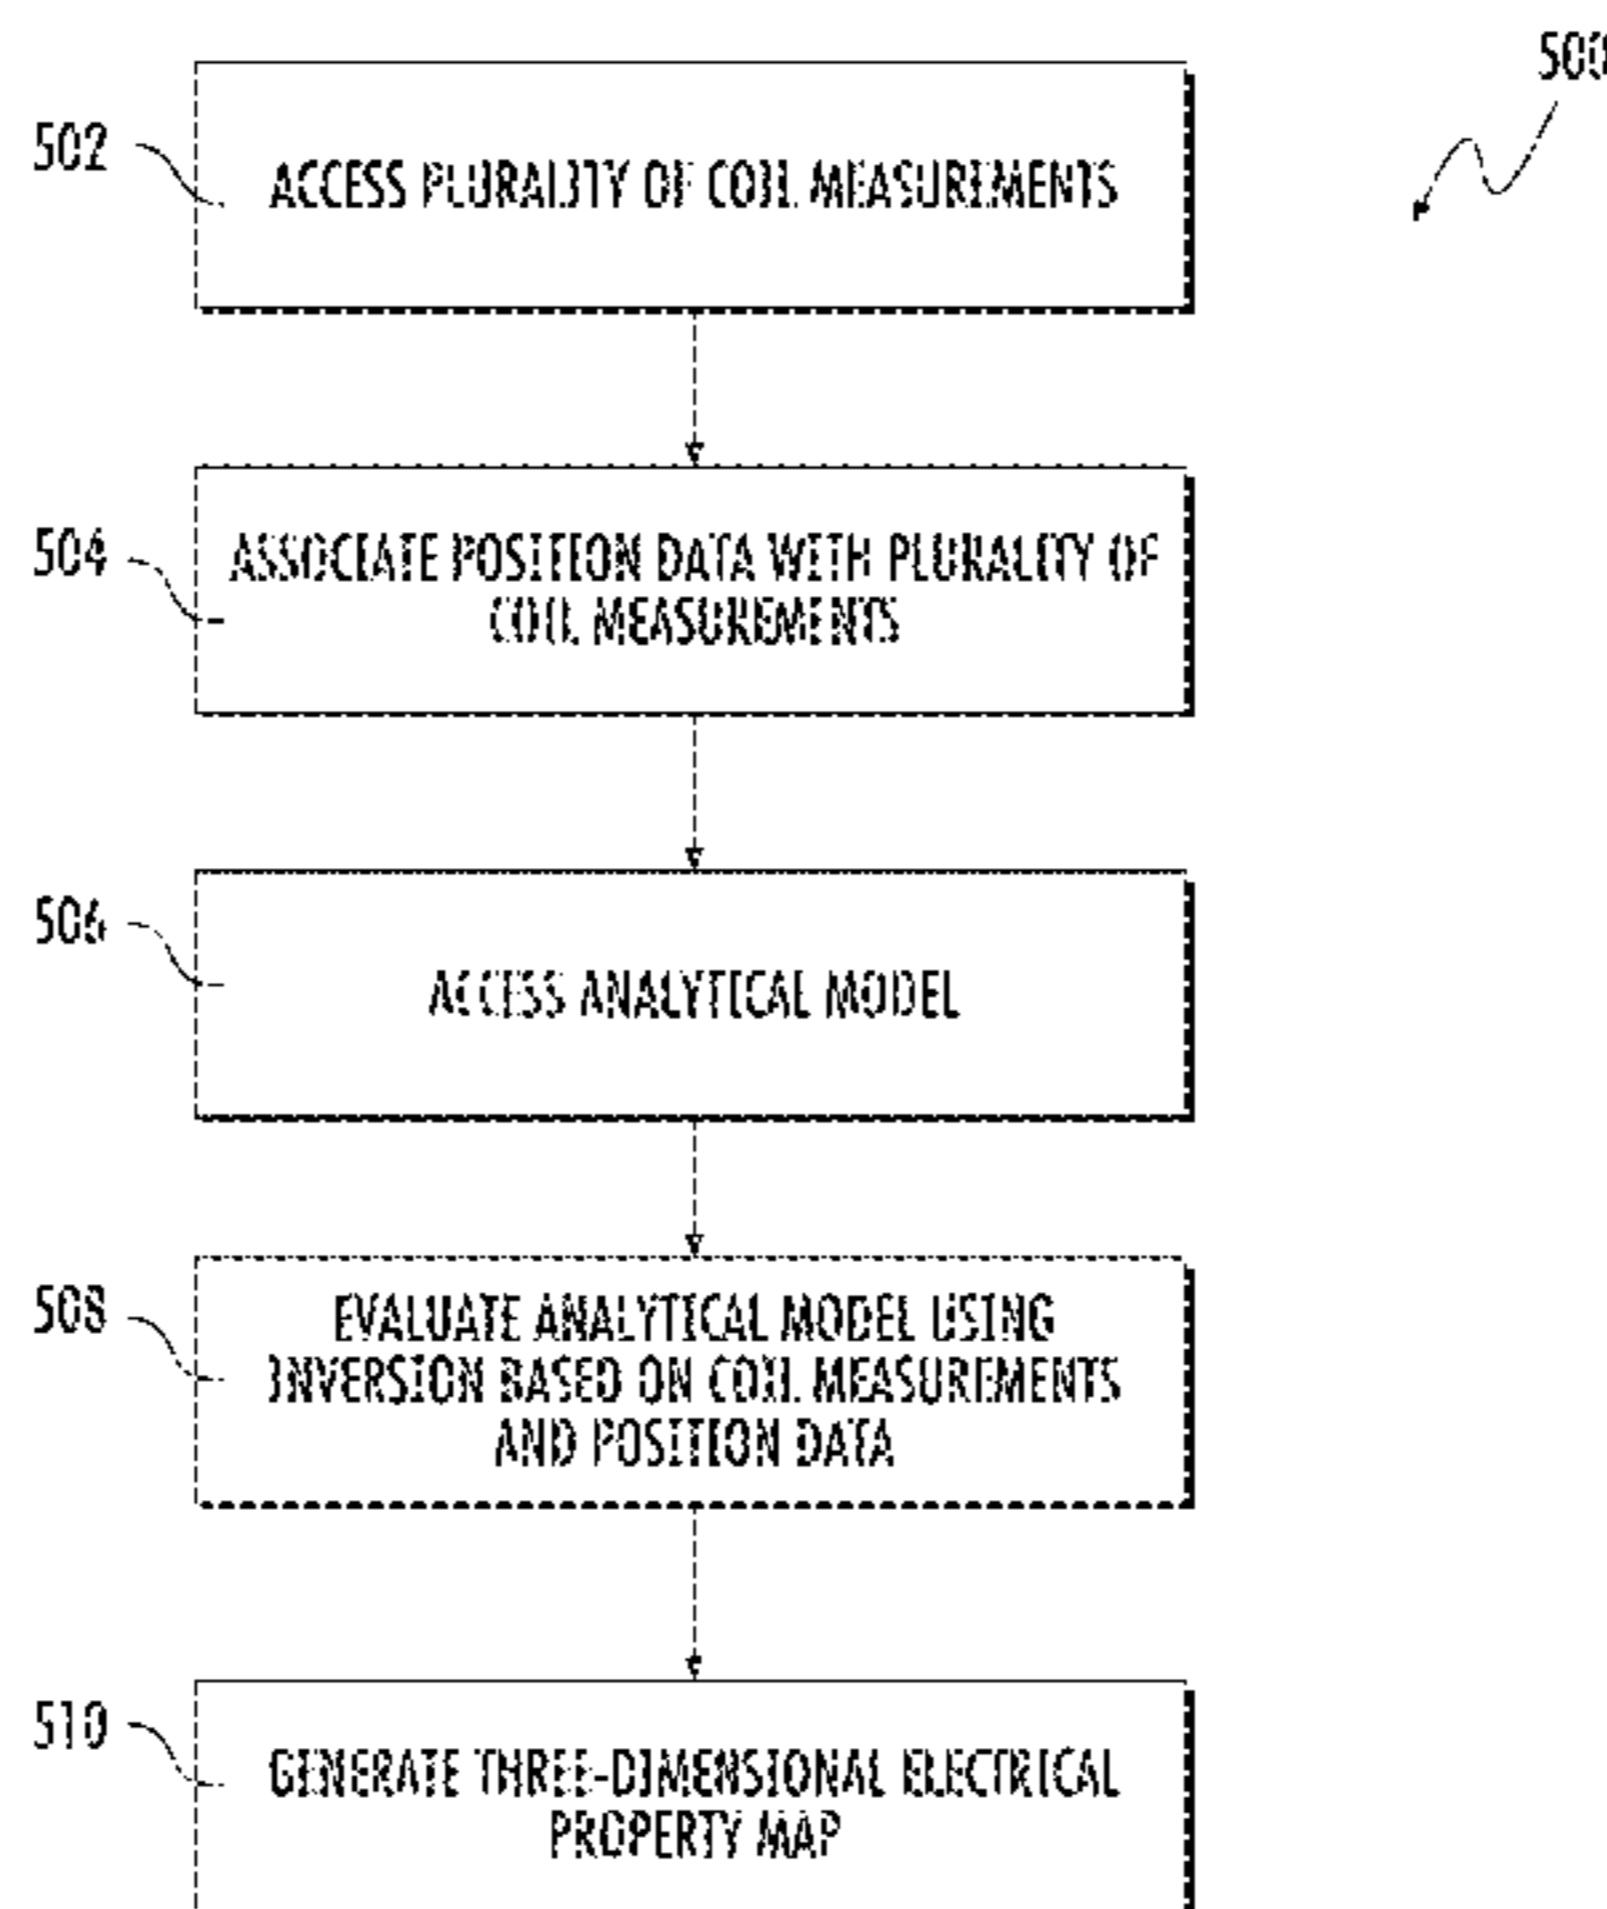 500
502
ACCESS PLURALITY OF COIL MEASUREMENTS
504
ASSOCIATE POSITION DATA WITH PLURALITY OF
COIL MEASUREMENTS
506
ACCESS ANALYTICAL MODEL
508
EVALUATE ANALYTICAL MODEL USING
INVERSION BASED ON COIL MEASUREMENTS
AND POSITION DATA
510
GENERATE THREE-DIMENSIONAL ELECTRICAL
PROPERTY MAP